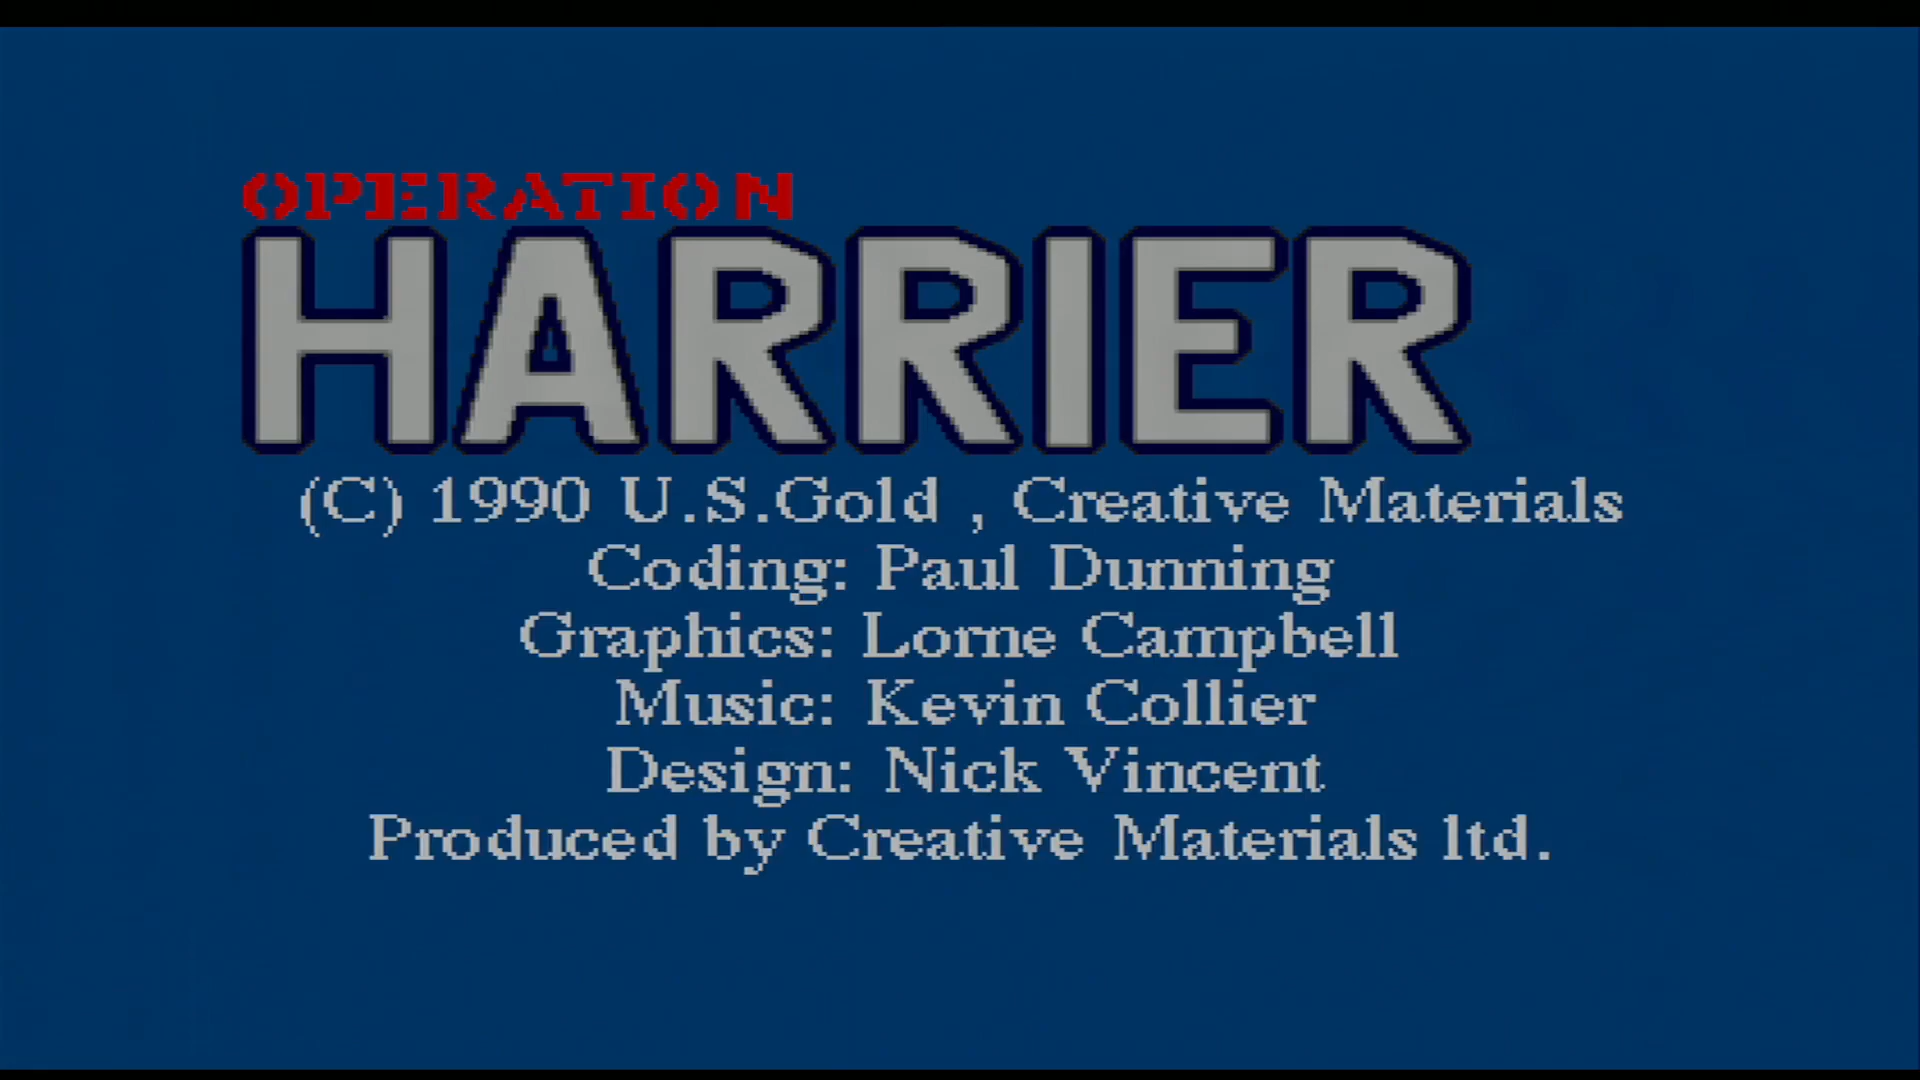 OPERATION
HARRIER
(C) 1990 U.S.Gold , Creative Materials
Coding: Paul Dunning
Graphics: Lorne Campbell
Music: Kevin Collier
Design: Nick Vincent
Produced by Creative Materials ltd.